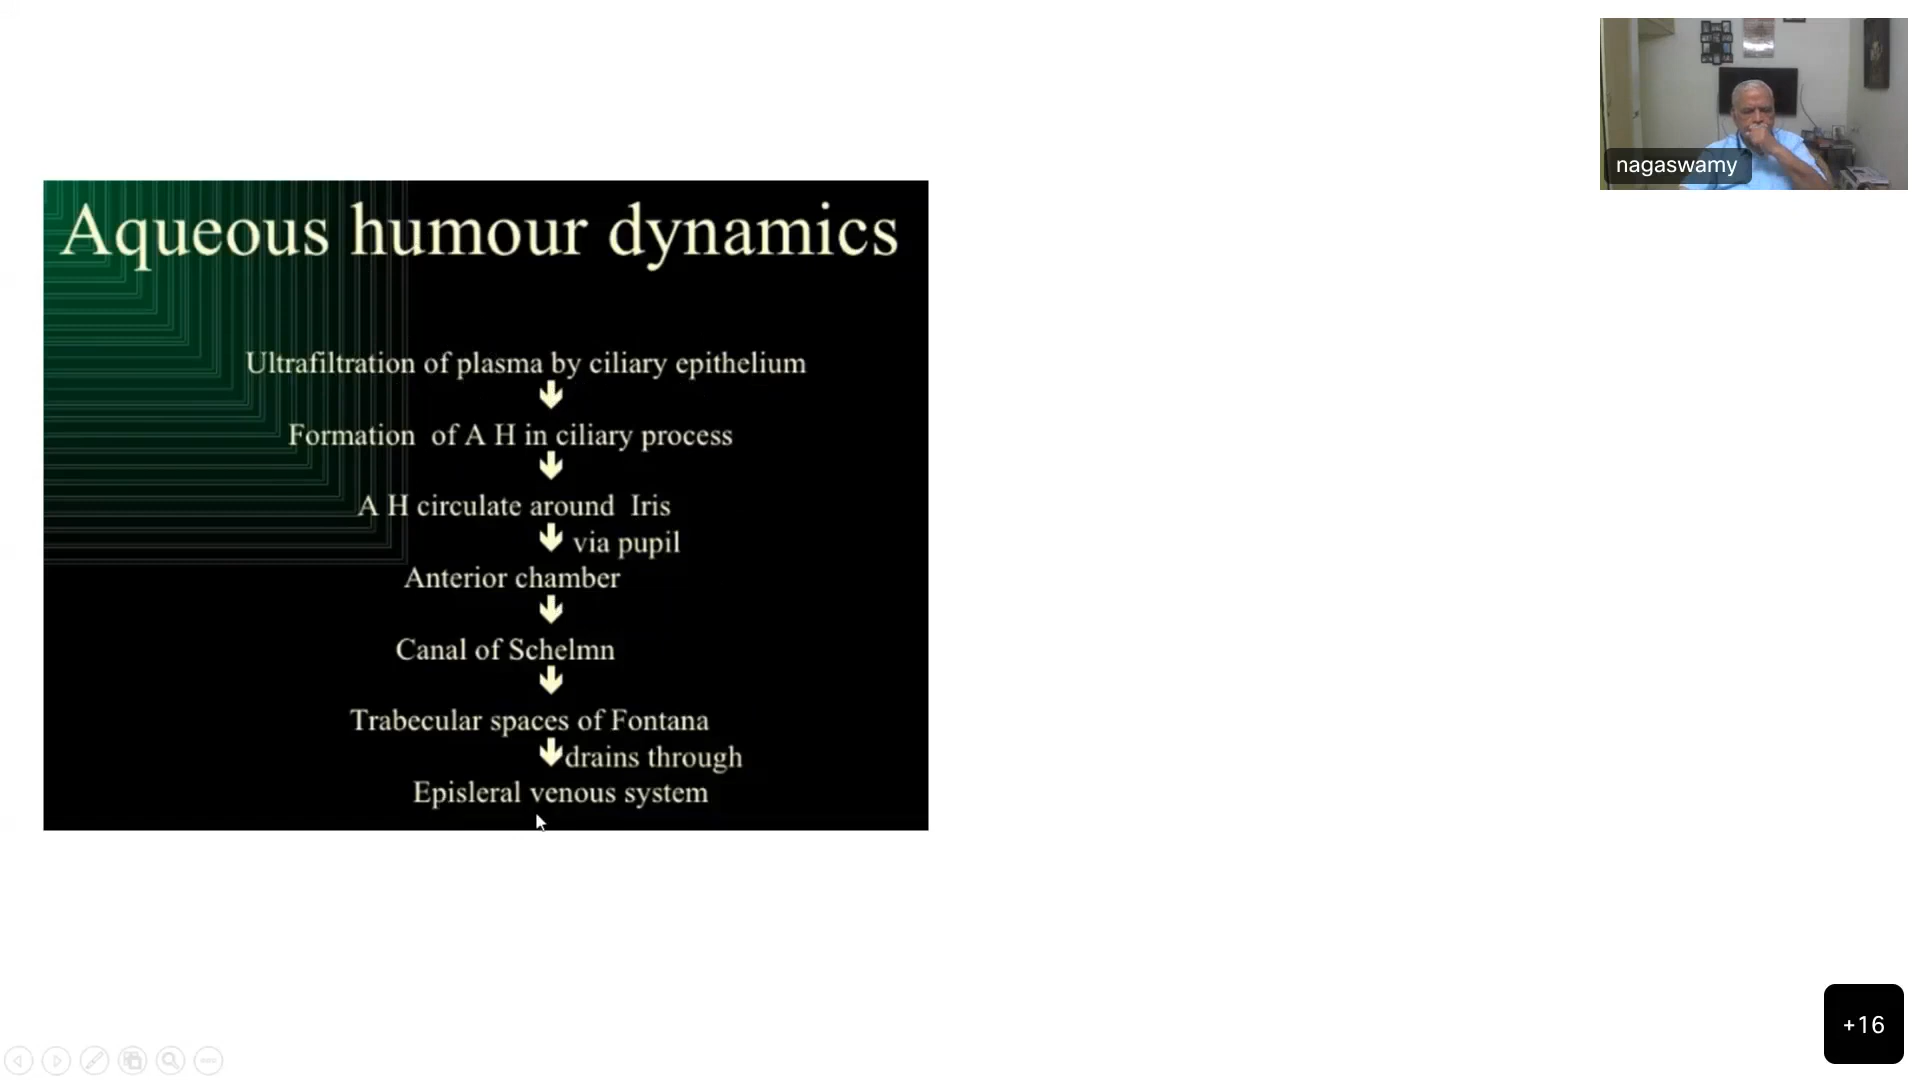 nagaswamy
Aqueous humour dynamics
Ultrafiltration of plasma by ciliary epithelium
Formation of A H in ciliary process
A H circulate around Iris
via pupil
Anterior chamber
Canal of Schelmn
Trabecular spaces of Fontana
drains through
Episleral venous system
+16